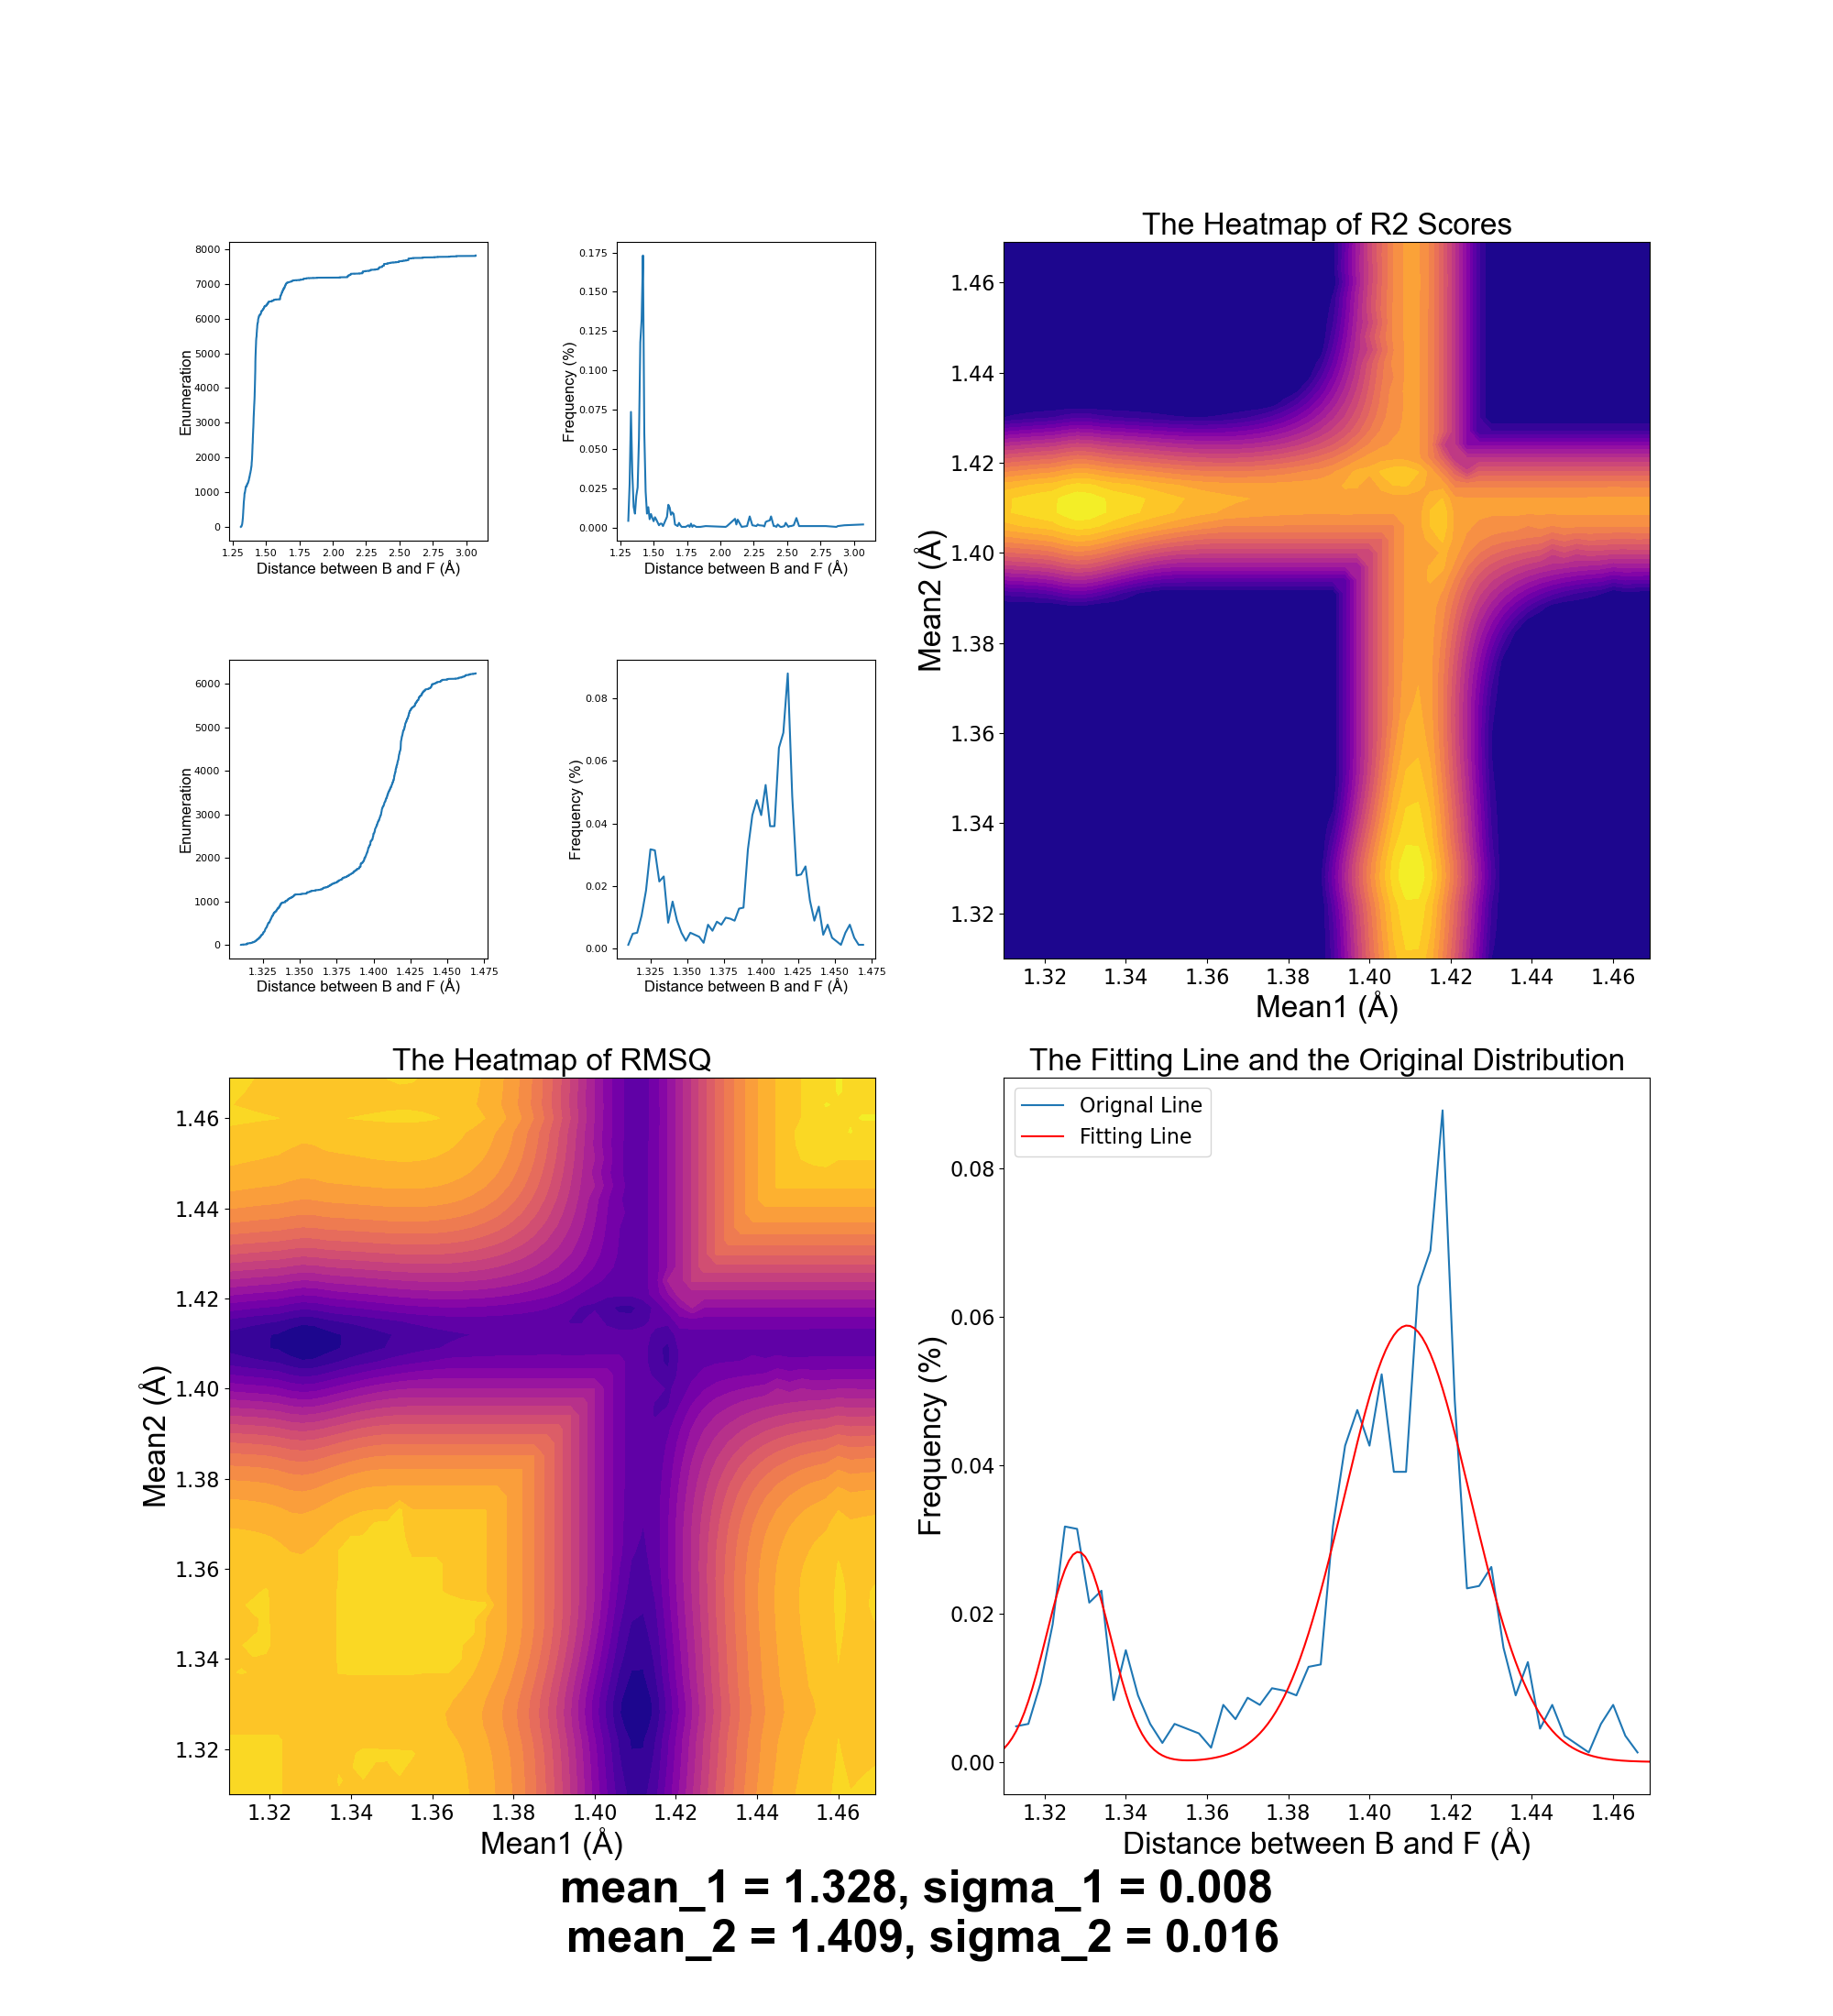 8000
7000
6000
5000
4000
3000
2000
1000
0
Enumeration
1.25 1.50 1.75 2.00 2.25 2.50 2.75 3.00
Distance between B and F (Å)
0.175
0.150
0.125
0.100
0.075
0.050
0.025
0.000
Frequency (%)
1.25 1.50 1.75 2.00 2.25 2.50 2.75 3.00
Distance between B and F (Å)
6000
5000
4000
3000
2000
1000
0
Enumeration
1.325 1.350 1.375 1.400 1.425 1.450 1.475
Distance between B and F (Å)
0.08
0.06
0.04
0.02
0.00
Frequency (%)
1.325 1.350 1.375 1.400 1.425 1.450 1.475
Distance between B and F (Å)
The Heatmap of R2 Scores
1.46
1.44
1.42
1.40
1.38
1.36
1.34
1.32
Mean2 (Å)
1.32 1.34 1.36 1.38 1.40 1.42 1.44 1.46
Mean1 (Å)
The Heatmap of RMSQ
1.46
1.44
1.42
1.40
1.38
1.36
1.34
1.32
Mean2 (Å)
1.32 1.34 1.36 1.38 1.40 1.42 1.44 1.46
Mean1 (Å)
The Fitting Line and the Original Distribution
Orignal Line
Fitting Line
0.08
0.06
0.04
0.02
0.00
Frequency (%)
1.32 1.34 1.36 1.38 1.40 1.42 1.44 1.46
Distance between B and F (Å)
mean_1 = 1.328, sigma_1 = 0.008
mean_2 = 1.409, sigma_2 = 0.016